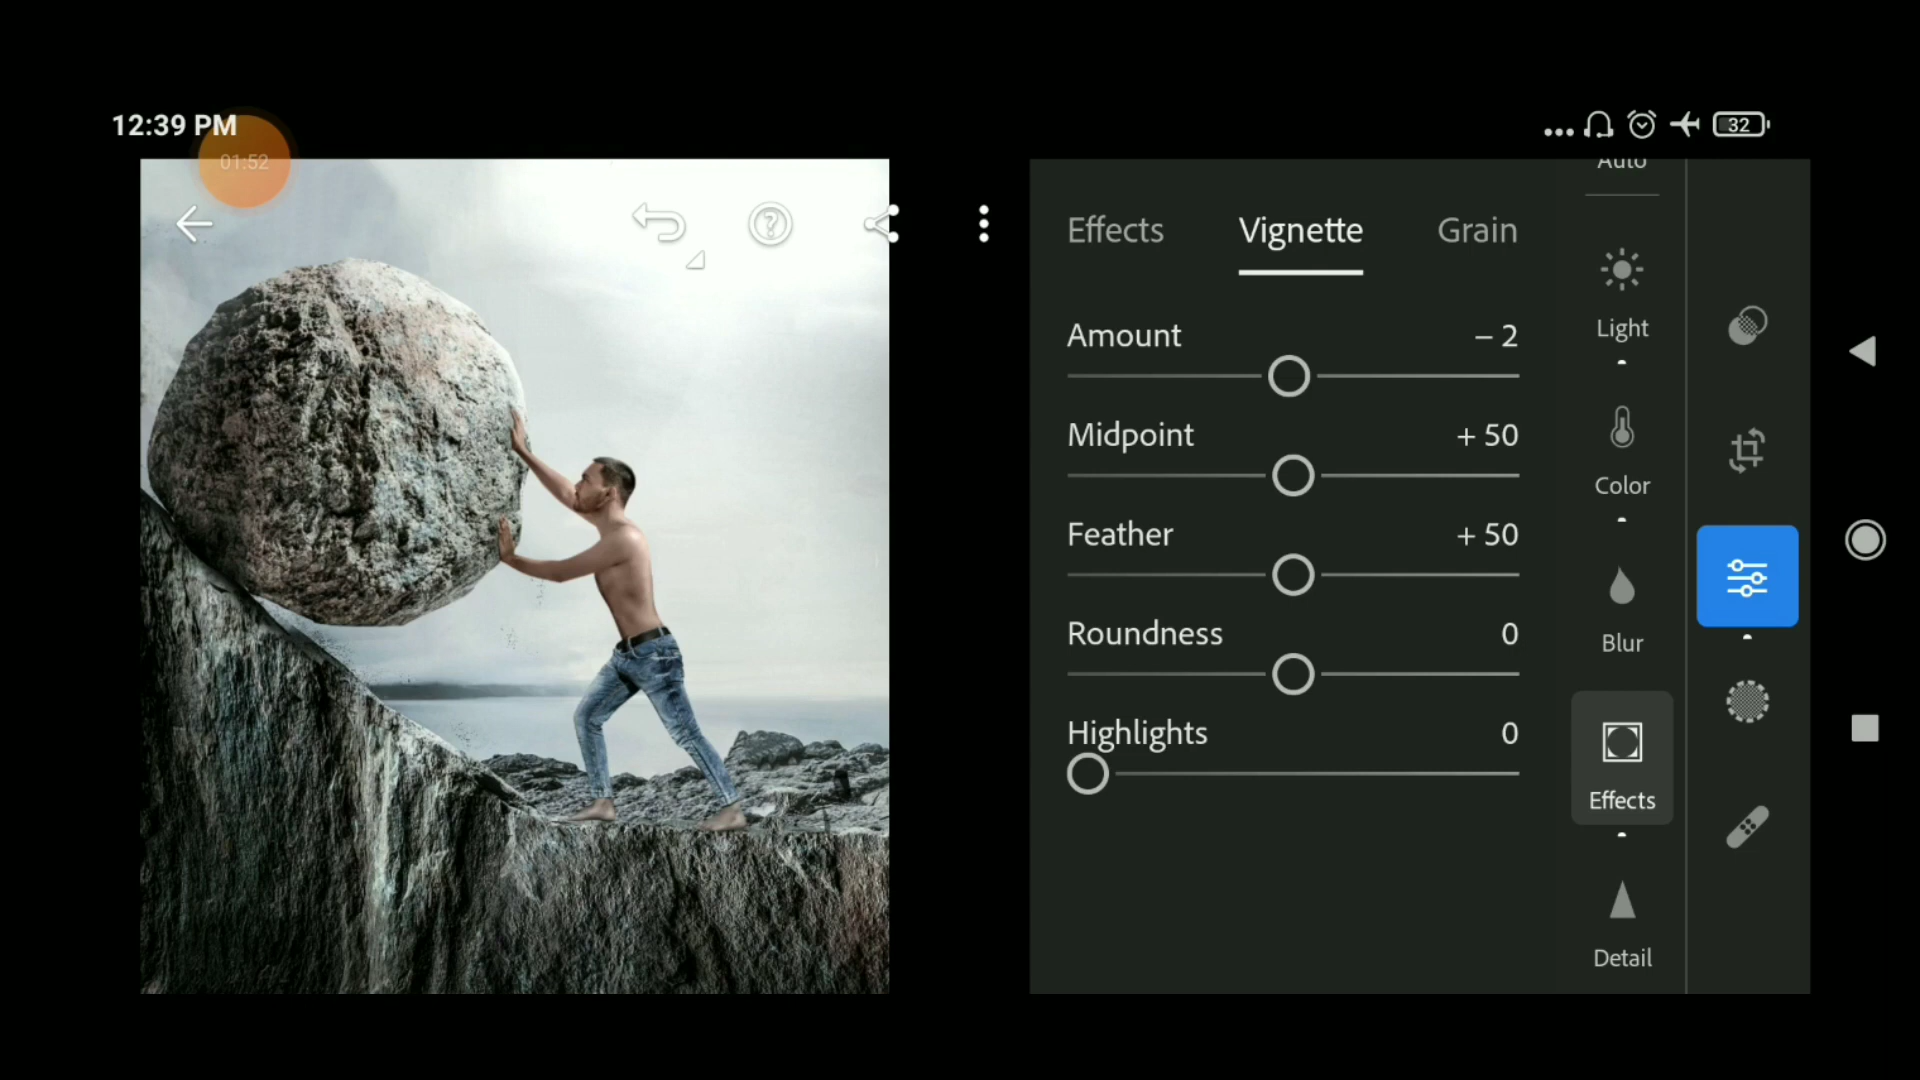 12:39 PM
32
01:52
Auto
Effects Vignette Grain
Light
Amount – 2
Midpoint + 50
Color
Feather + 50
Blur
Roundness 0
Highlights 0
Effects
Detail